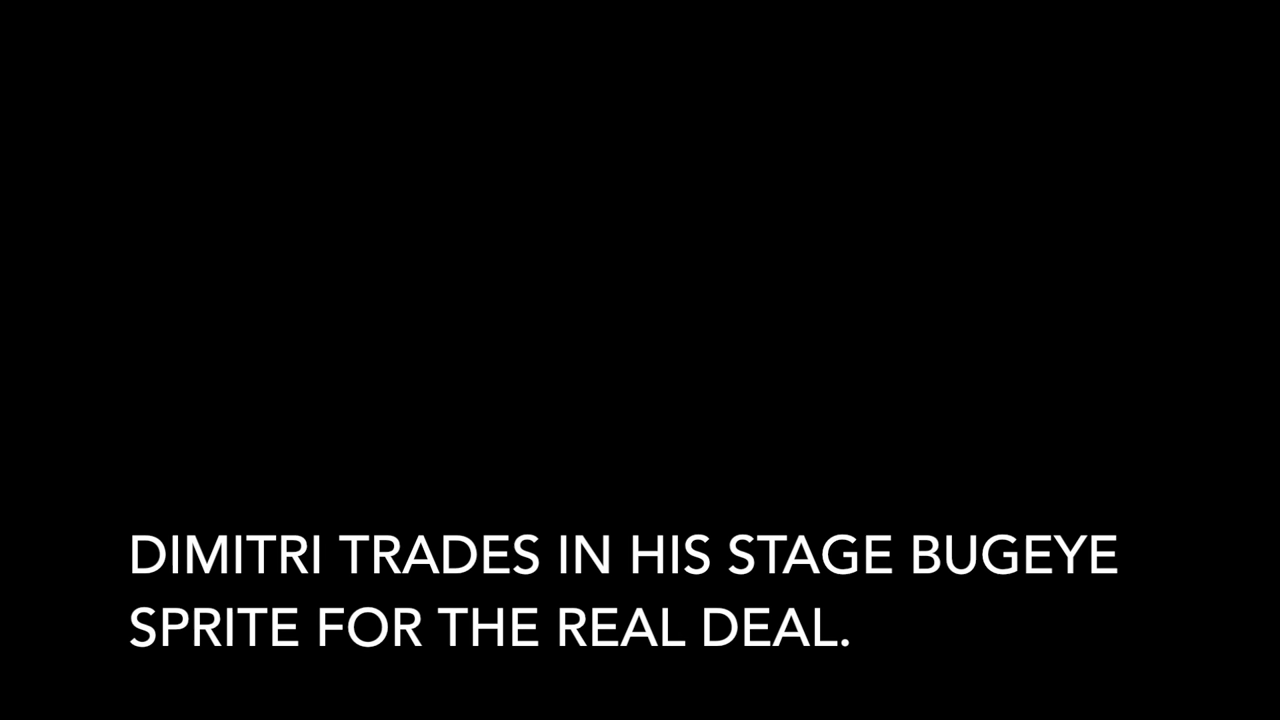 DIMITRI TRADES IN HIS STAGE BUGEYE
SPRITE FOR THE REAL DEAL.